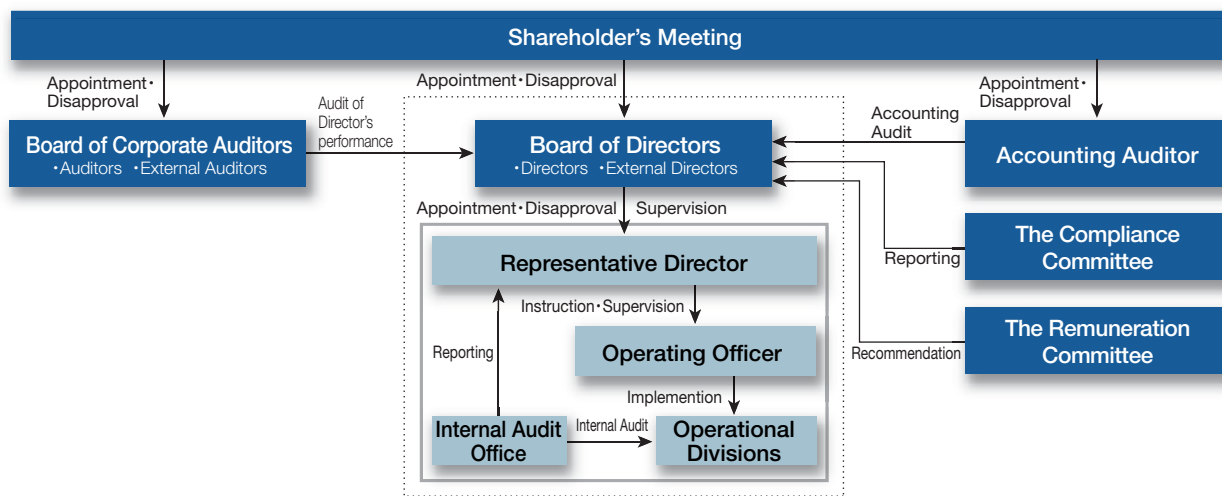 Shareholder's Meeting
Appointment・
Disapproval
Appointment・Disapproval
Appointment・
Disapproval
Audit of
Director's
performance
Accounting
Audit
Board of Corporate Auditors
・Auditors ・External Auditors
Board of Directors
・Directors ・External Directors
Accounting Auditor
Appointment・Disapproval
Supervision
The Compliance
Committee
Reporting
Representative Director
Instruction・Supervision
The Remuneration
Committee
Recommendation
Reporting
Operating Officer
Implemention
Internal Audit
Office
Internal Audit
Operational
Divisions